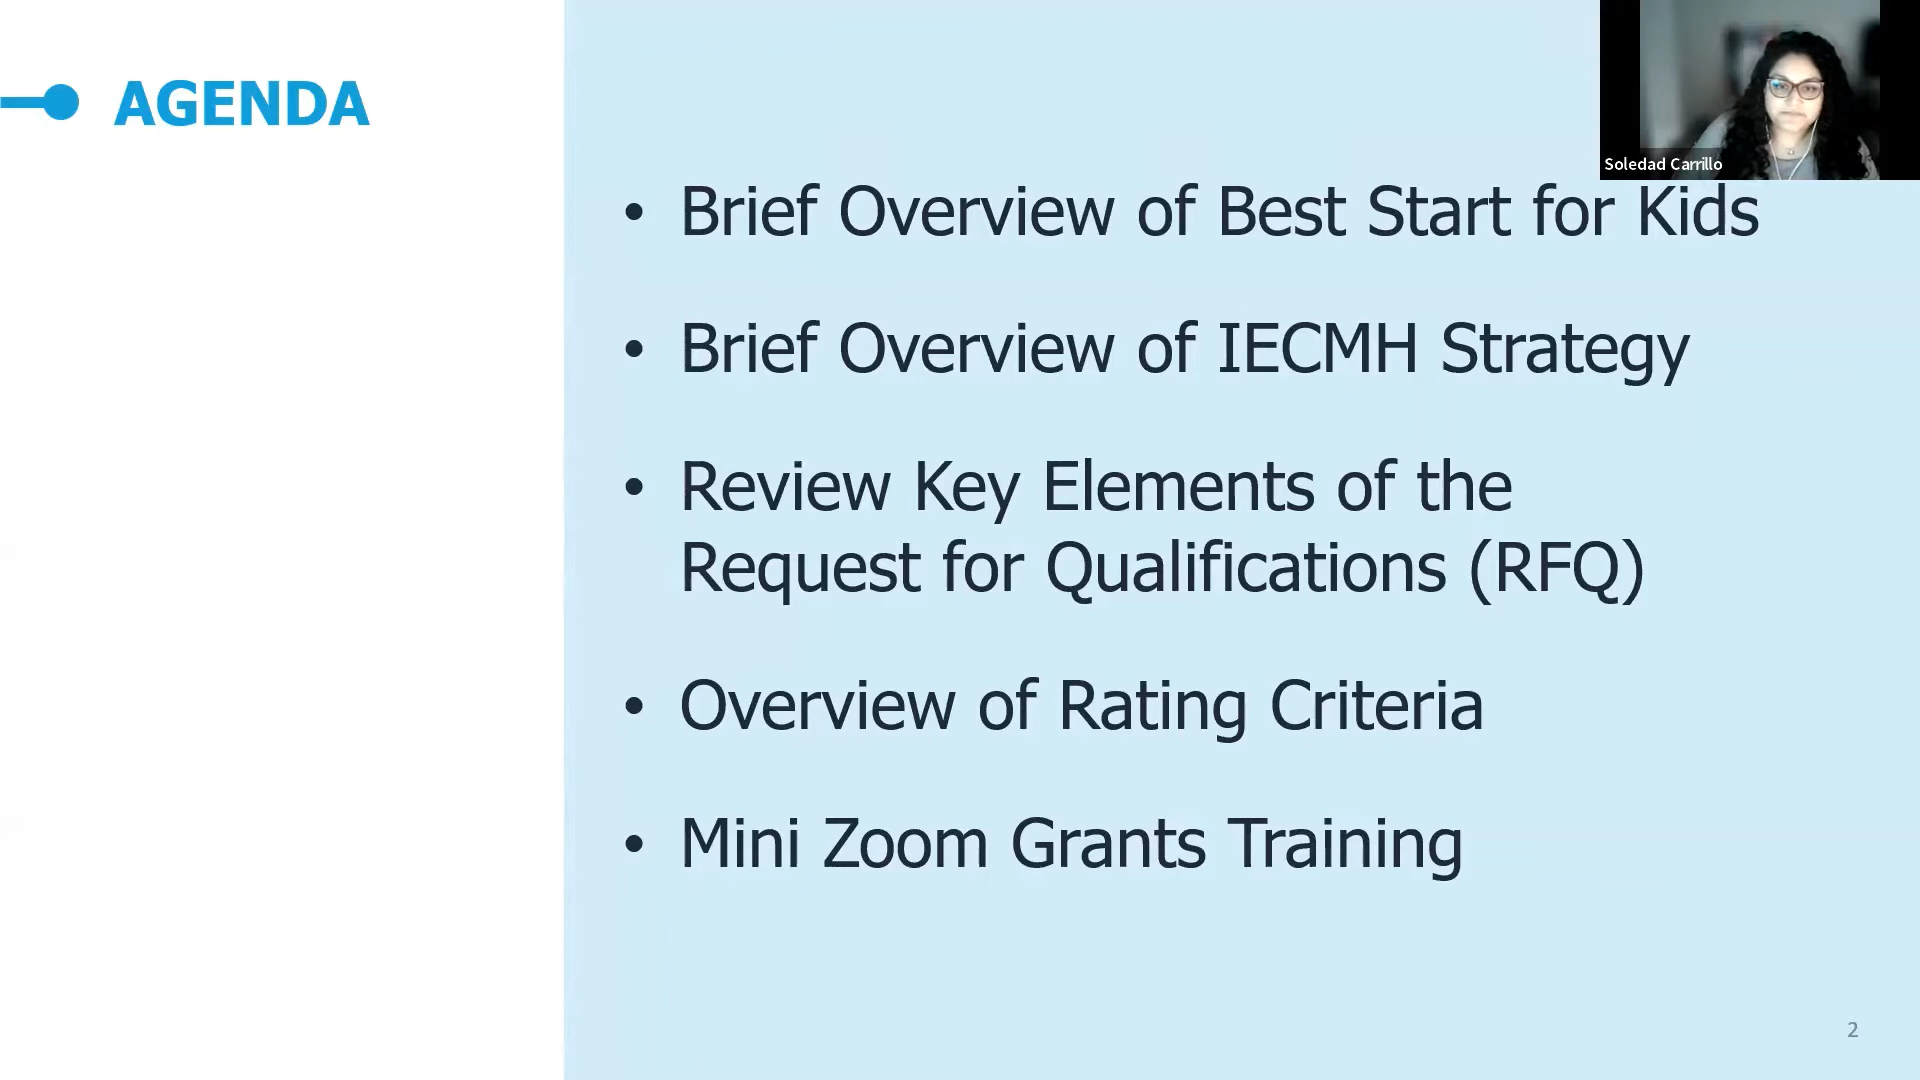 AGENDA
Soledad Carrillo
• Brief Overview of Best Start for Kids
• Brief Overview of IECMH Strategy
• Review Key Elements of the
Request for Qualifications (RFQ)
• Overview of Rating Criteria
• Mini Zoom Grants Training
2